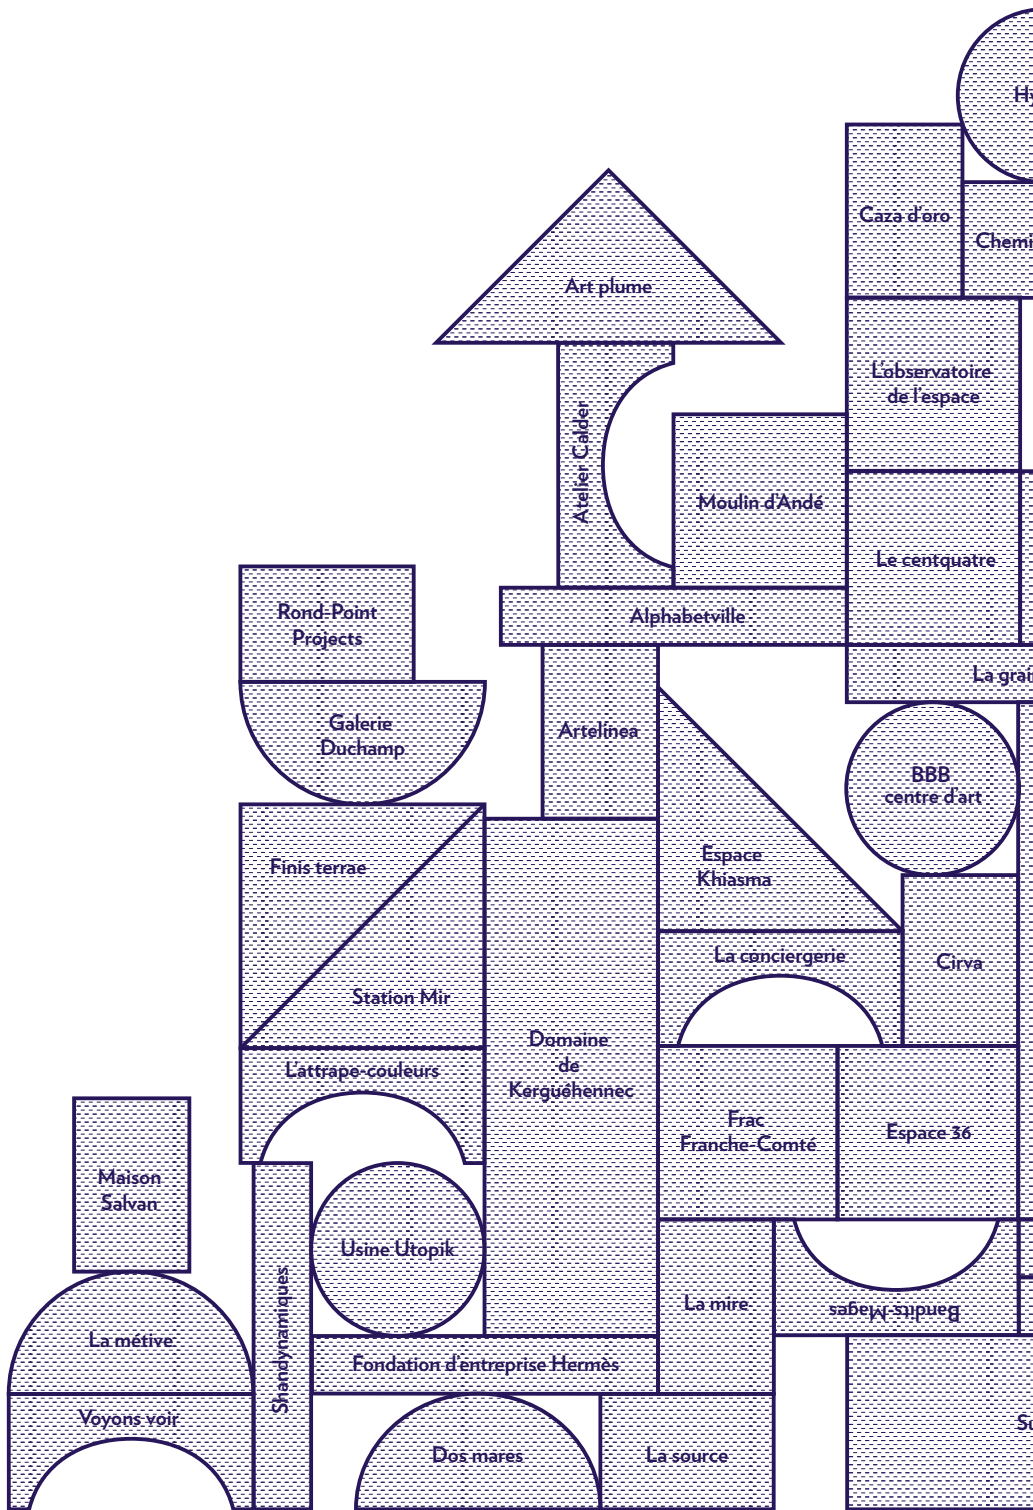 Caza d'oro
Art plume
L'observatoire
de l'espace
Atelier Calder
Moulin d'Andé
Le centquatre
Rond-Point
Projects
Alphabetville
Galerie
Duchamp
Artelinea
BBB
centre d'art
Espace
Khiasma
Finis terrae
La conciergerie
Cirva
Station Mir
Domaine
de
Kerguéhennec
L'attrape-couleurs
Frac
Franche-Comté
Espace 36
Maison
Salvan
Usine Utopik
La mire
Bandits-Mages
Shandynamiques
La métive
Fondation d'entreprise Hermès
Voyons voir
Dos mares
La source